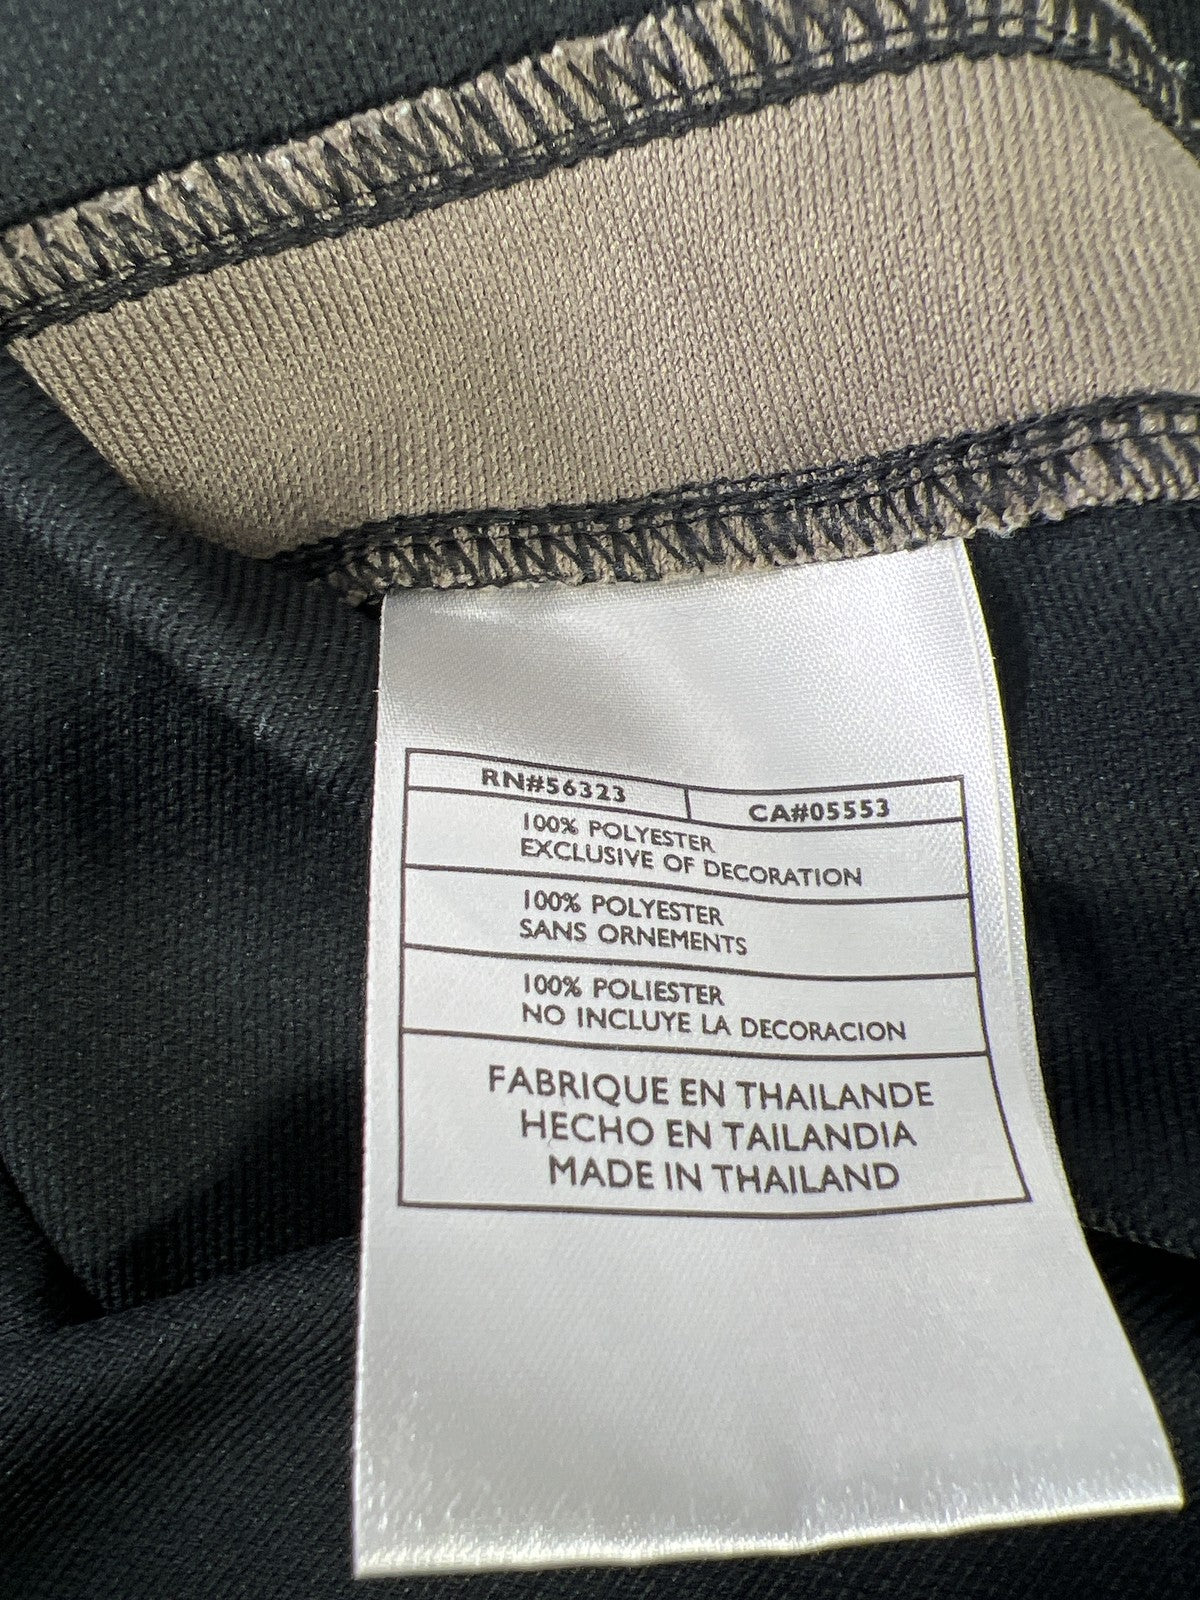 RN#56323 CA#05553
100% POLYESTER
EXCLUSIVE OF DECORATION
100% POLYESTER
SANS ORNEMENTS
100% POLIESTER
NO INCLUYE LA DECORACION
FABRIQUE EN THAILANDE
HECHO EN TAILANDIA
MADE IN THAILAND